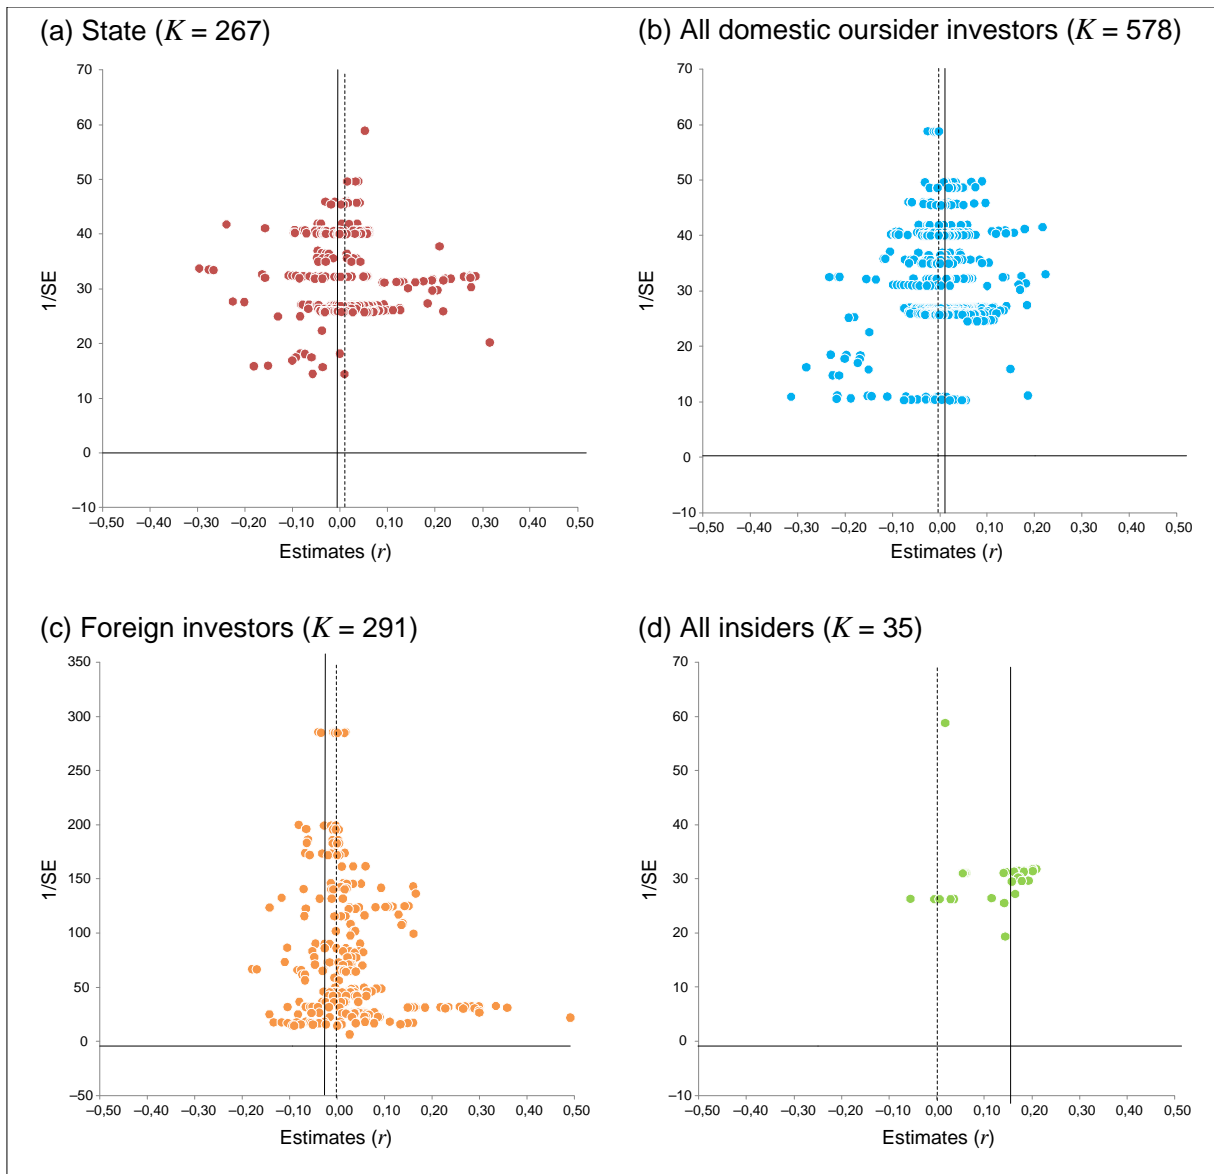 (a) State (K = 267)
70
60
50
40
30
20
10
0
–10
1/SE
–0,50 –0,40 –0,30 –0,20 –0,10 0,00 0,10 0,20 0,30 0,40 0,50
Estimates (r)
(b) All domestic oursider investors (K = 578)
70
60
50
40
30
20
10
0
–10
1/SE
–0,50 –0,40 –0,30 –0,20 –0,10 0,00 0,10 0,20 0,30 0,40 0,50
Estimates (r)
(c) Foreign investors (K = 291)
350
300
250
200
150
100
50
0
–50
1/SE
–0,50 –0,40 –0,30 –0,20 –0,10 0,00 0,10 0,20 0,30 0,40 0,50
Estimates (r)
(d) All insiders (K = 35)
70
60
50
40
30
20
10
0
–10
1/SE
–0,50 –0,40 –0,30 –0,20 –0,10 0,00 0,10 0,20 0,30 0,40 0,50
Estimates (r)